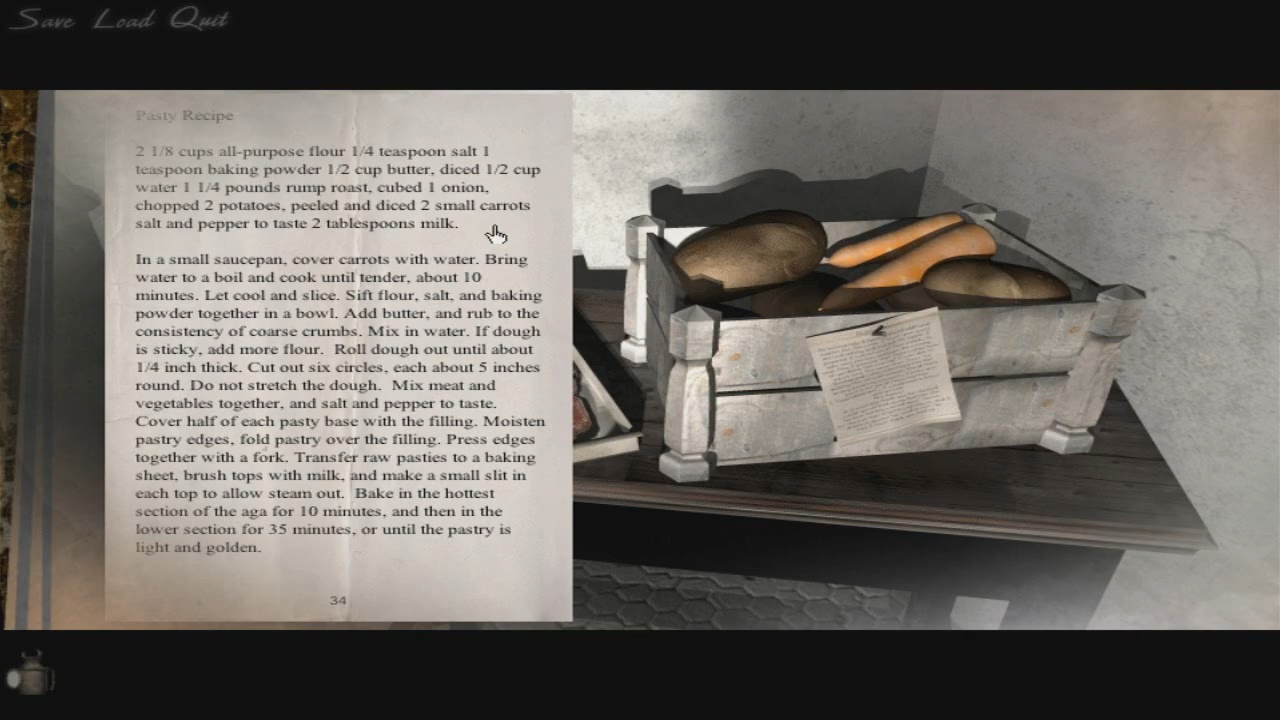 Save Load Quit
Pasty Recipe
2 1/8 cups all-purpose flour 1/4 teaspoon salt 1
teaspoon baking powder 1/2 cup butter, diced 1/2 cup
water 1 1/4 pounds rump roast, cubed 1 onion,
chopped 2 potatoes, peeled and diced 2 small carrots
salt and pepper to taste 2 tablespoons milk.
In a small saucepan, cover carrots with water. Bring
water to a boil and cook until tender, about 10
minutes. Let cool and slice. Sift flour, salt, and baking
powder together in a bowl. Add butter, and rub to the
consistency of coarse crumbs. Mix in water. If dough
is sticky, add more flour. Roll dough out until about
1/4 inch thick. Cut out six circles, each about 5 inches
round. Do not stretch the dough. Mix meat and
vegetables together, and salt and pepper to taste.
Cover half of each pasty base with the filling. Moisten
pastry edges, fold pastry over the filling. Press edges
together with a fork. Transfer raw pasties to a baking
sheet, brush tops with milk, and make a small slit in
each top to allow steam out. Bake in the hottest
section of the aga for 10 minutes, and then in the
lower section for 35 minutes, or until the pastry is
light and golden.
34